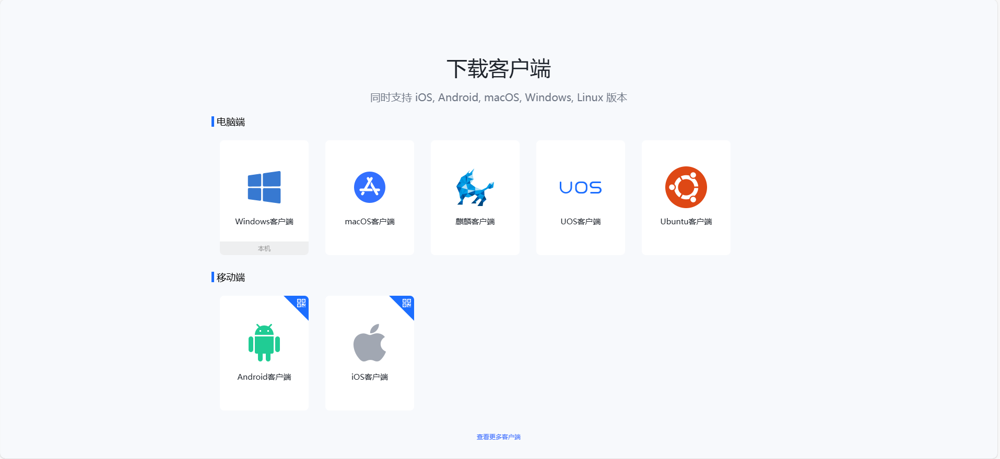 下载客户端
同时支持 iOS, Android, macOS, Windows, Linux 版本
电脑端
Windows客户端
macOS客户端
麒麟客户端
UOS
UOS客户端
Ubuntu客户端
本机
移动端
Android客户端
iOS客户端
查看更多客户端